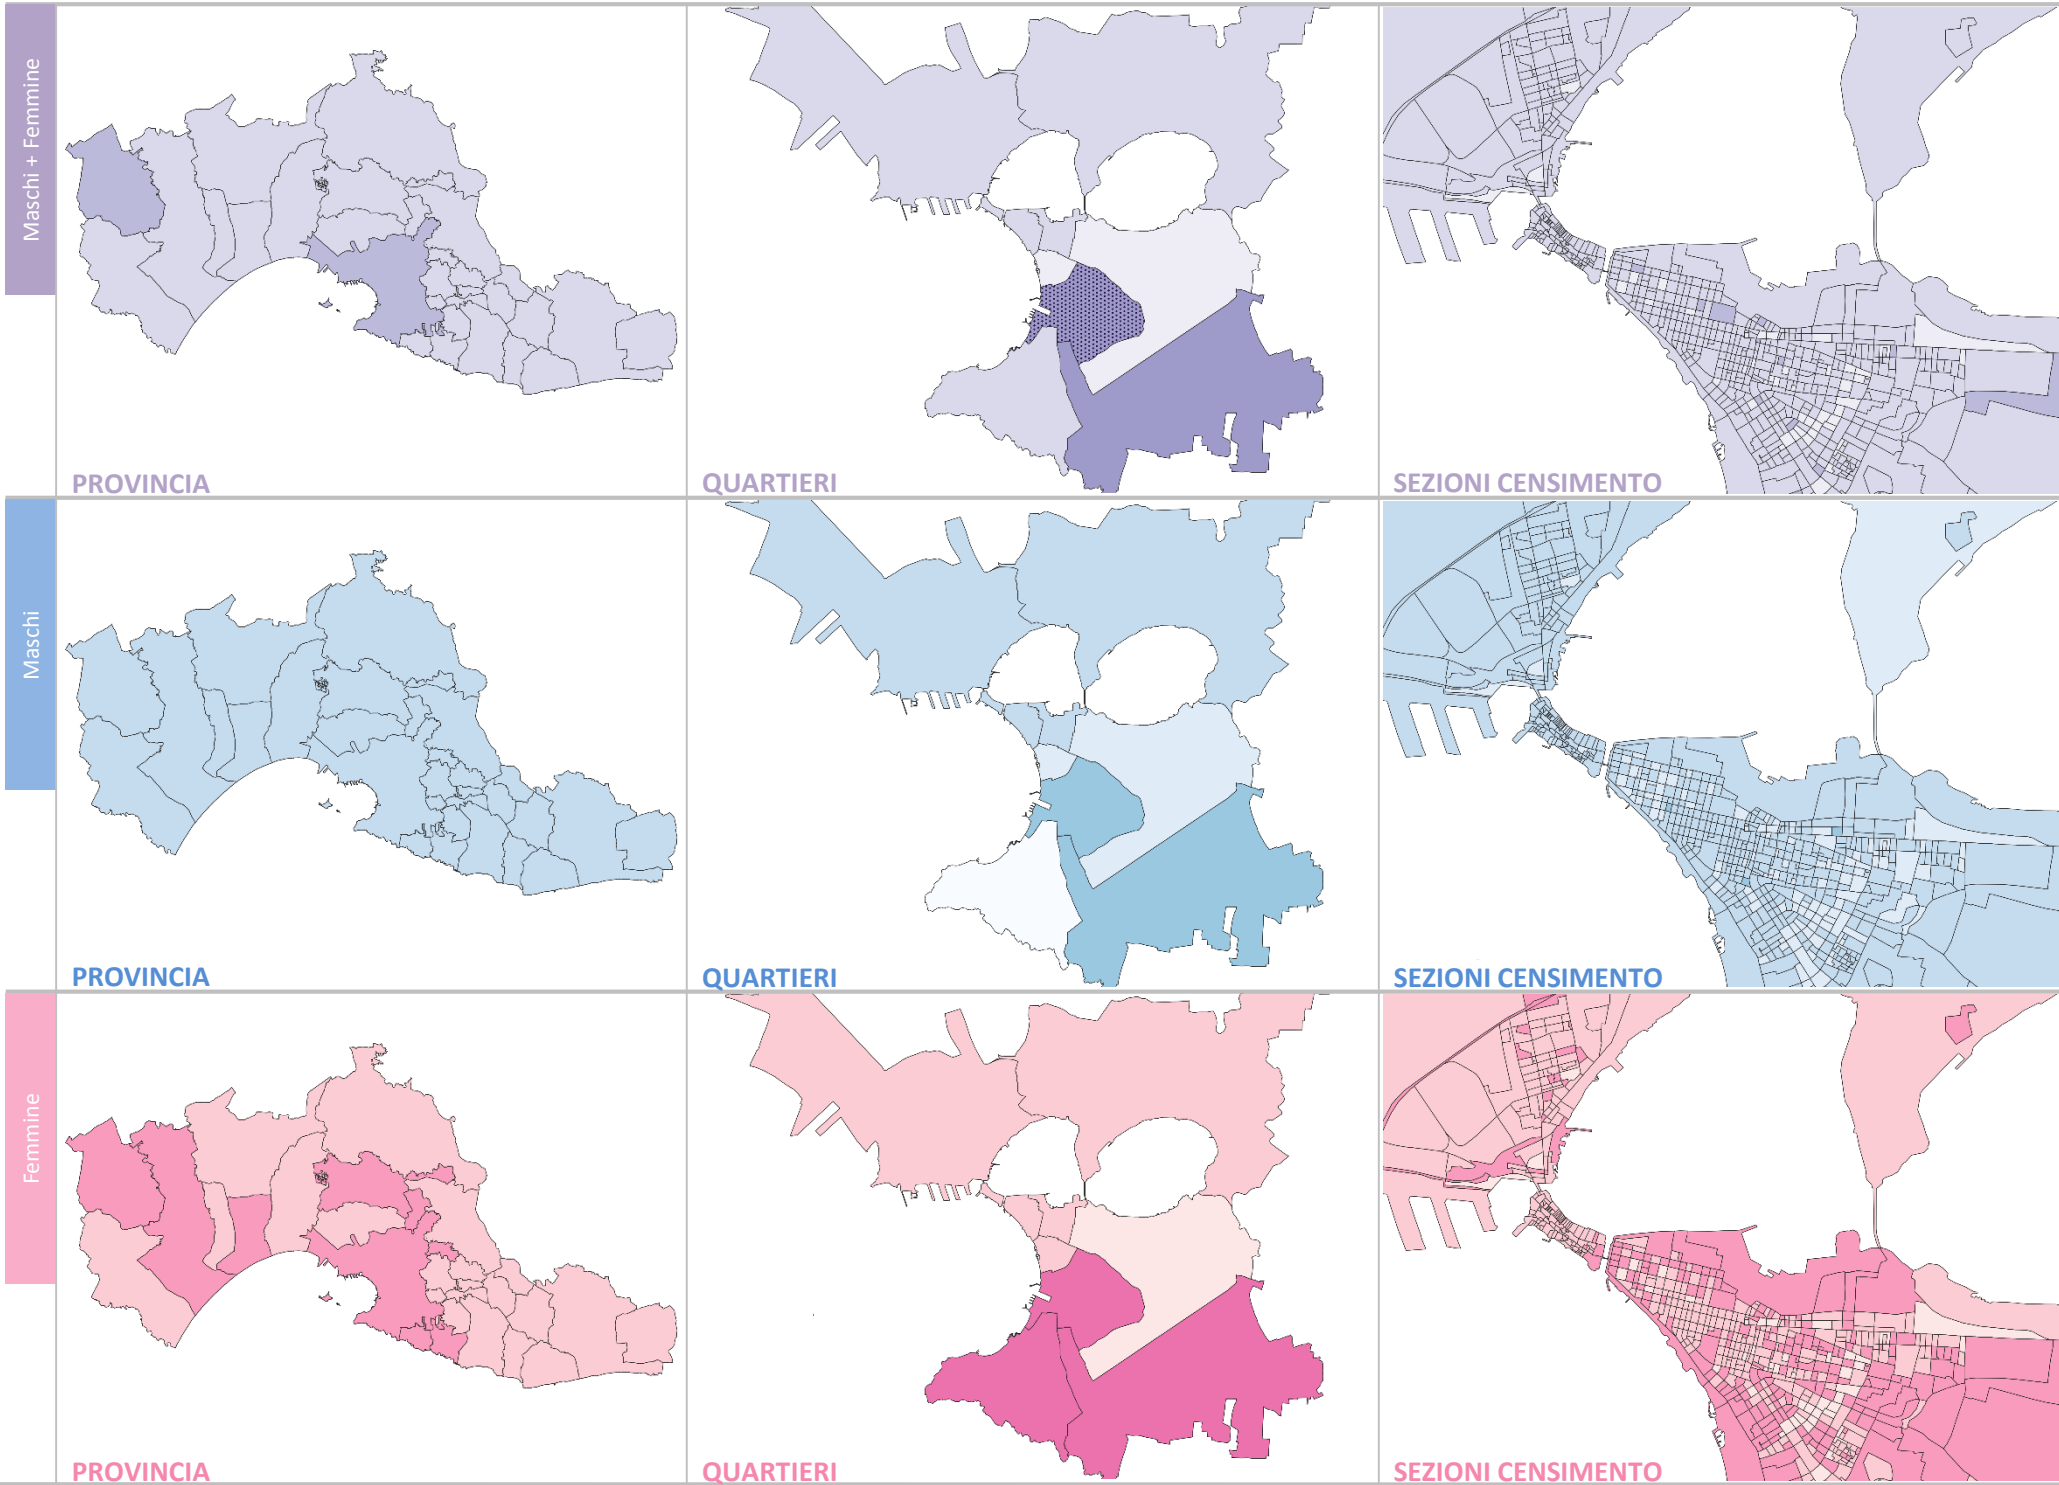 Maschi + Femmine
PROVINCIA
QUARTIERI
SEZIONI CENSIMENTO
Maschi
PROVINCIA
QUARTIERI
SEZIONI CENSIMENTO
Femmine
PROVINCIA
QUARTIERI
SEZIONI CENSIMENTO